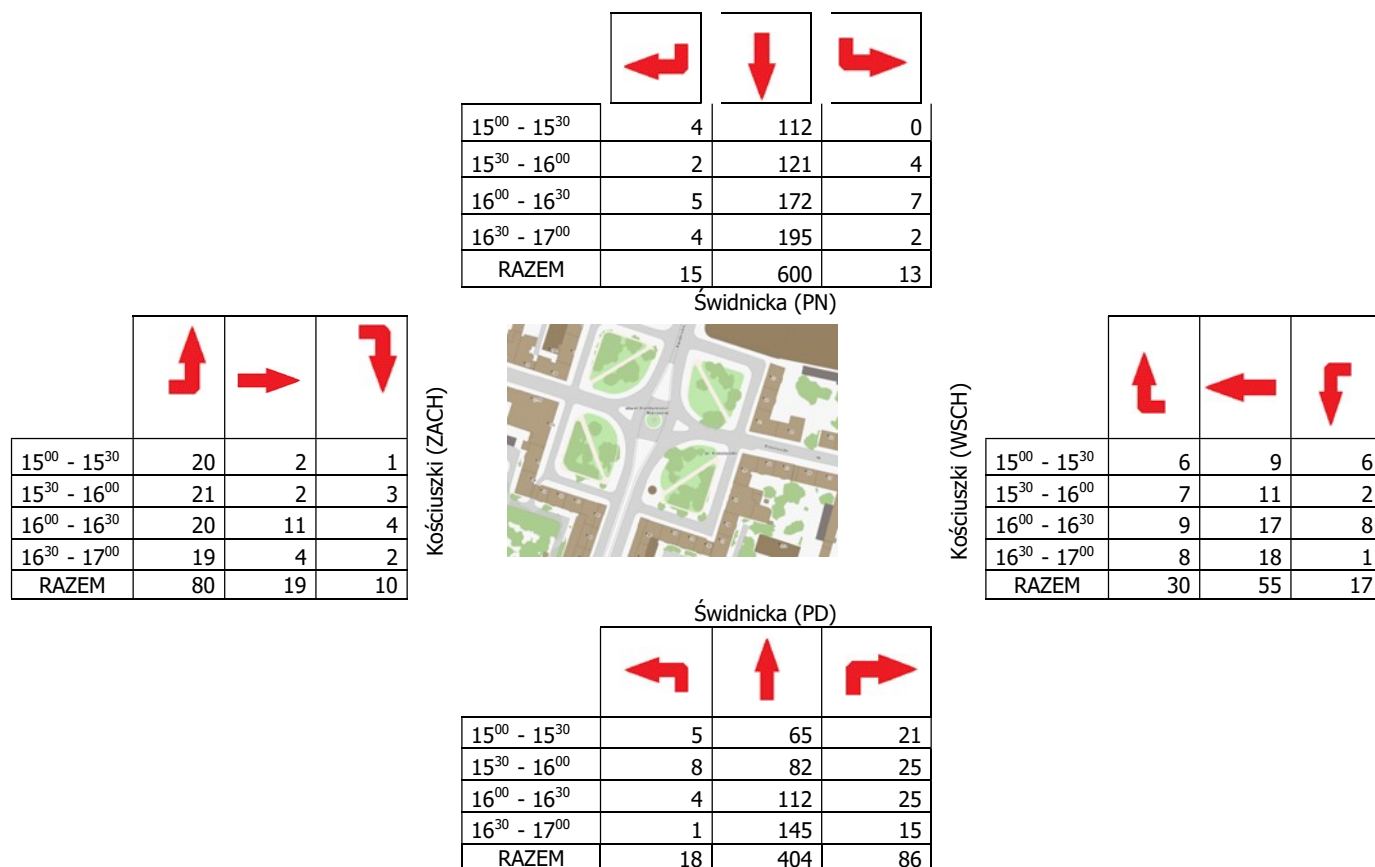 15⁰⁰ - 15³⁰ 4 112 0
15³⁰ - 16⁰⁰ 2 121 4
16⁰⁰ - 16³⁰ 5 172 7
16³⁰ - 17⁰⁰ 4 195 2
RAZEM 15 600 13
Świdnicka (PN)
15⁰⁰ - 15³⁰ 20 2 1
15³⁰ - 16⁰⁰ 21 2 3
16⁰⁰ - 16³⁰ 20 11 4
16³⁰ - 17⁰⁰ 19 4 2
RAZEM 80 19 10
Kościuszki (ZACH)
Kościuszki (WSCH)
15⁰⁰ - 15³⁰ 6 9 6
15³⁰ - 16⁰⁰ 7 11 2
16⁰⁰ - 16³⁰ 9 17 8
16³⁰ - 17⁰⁰ 8 18 1
RAZEM 30 55 17
Świdnicka (PD)
15⁰⁰ - 15³⁰ 5 65 21
15³⁰ - 16⁰⁰ 8 82 25
16⁰⁰ - 16³⁰ 4 112 25
16³⁰ - 17⁰⁰ 1 145 15
RAZEM 18 404 86